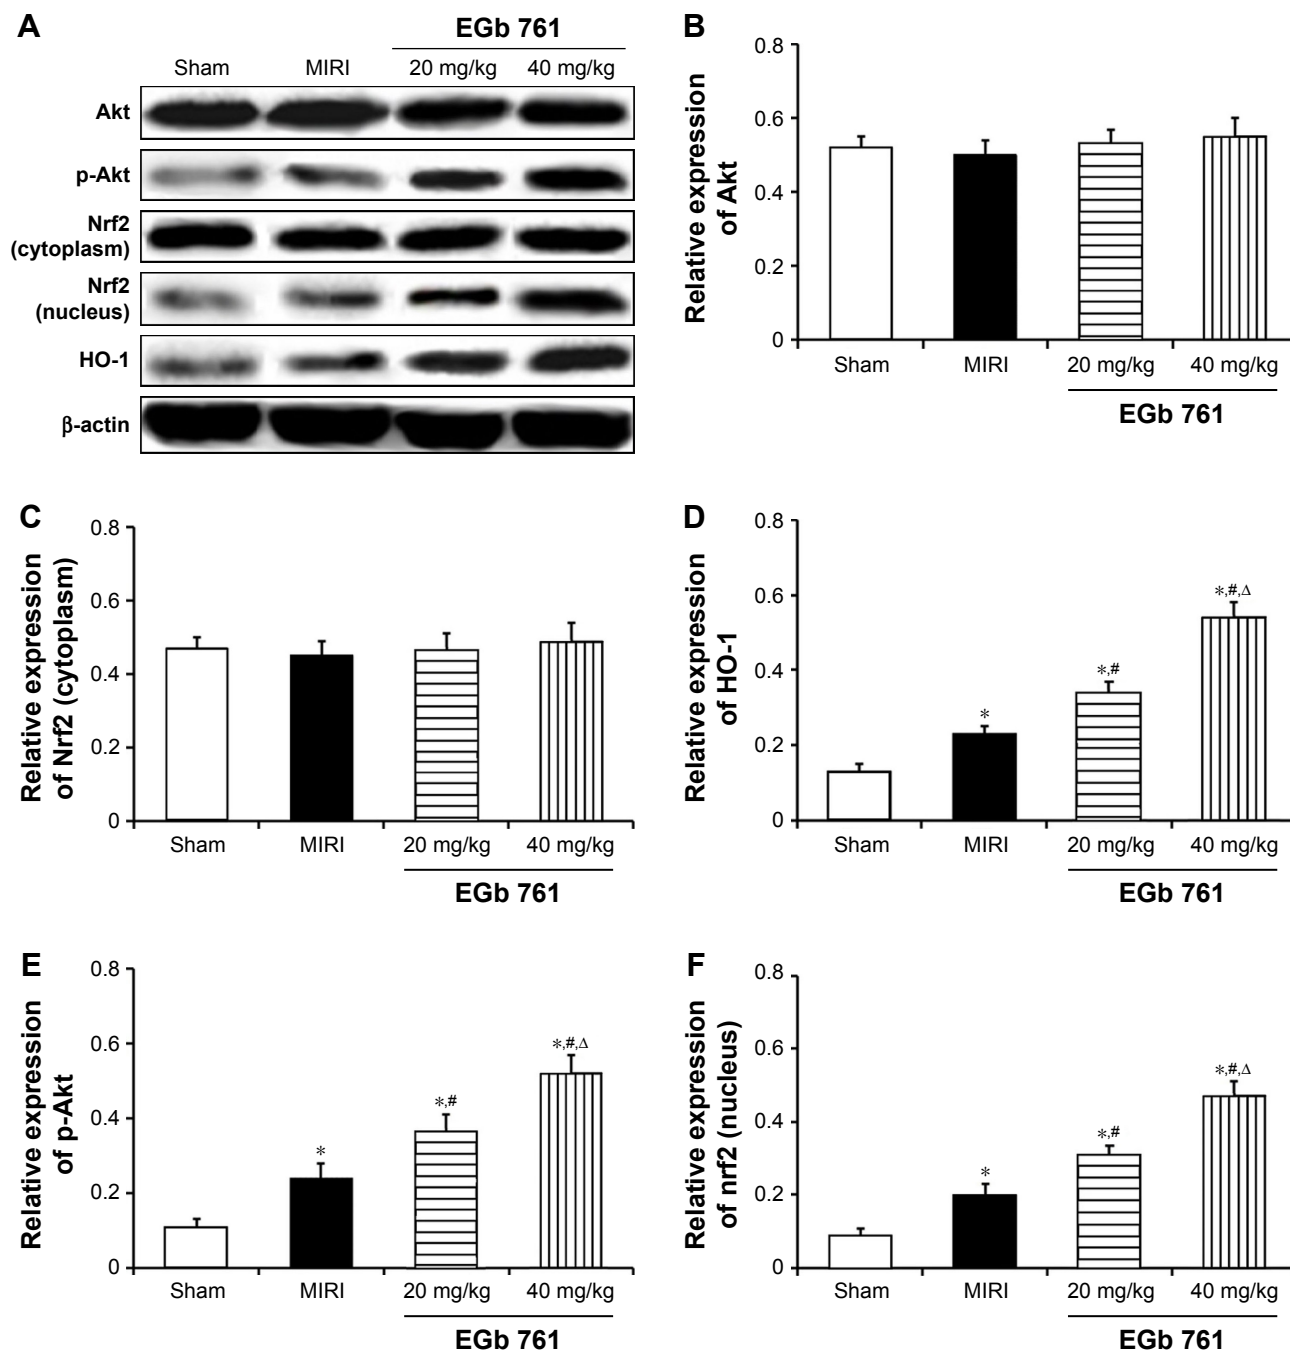 A
EGb 761
Sham MIRI 20 mg/kg 40 mg/kg
Akt
p-Akt
Nrf2
(cytoplasm)
Nrf2
(nucleus)
HO-1
β-actin
B
Relative expression
of Akt
0.8
0.6
0.4
0.2
0
Sham MIRI 20 mg/kg 40 mg/kg
EGb 761
C
Relative expression
of Nrf2 (cytoplasm)
0.8
0.6
0.4
0.2
0
Sham MIRI 20 mg/kg 40 mg/kg
EGb 761
D
Relative expression
of HO-1
0.8
0.6
0.4
0.2
0
*
*,#
*,#,Δ
Sham MIRI 20 mg/kg 40 mg/kg
EGb 761
E
Relative expression
of p-Akt
0.8
0.6
0.4
0.2
0
*
*,#
*,#,Δ
Sham MIRI 20 mg/kg 40 mg/kg
EGb 761
F
Relative expression
of nrf2 (nucleus)
0.8
0.6
0.4
0.2
0
*
*,#
*,#,Δ
Sham MIRI 20 mg/kg 40 mg/kg
EGb 761